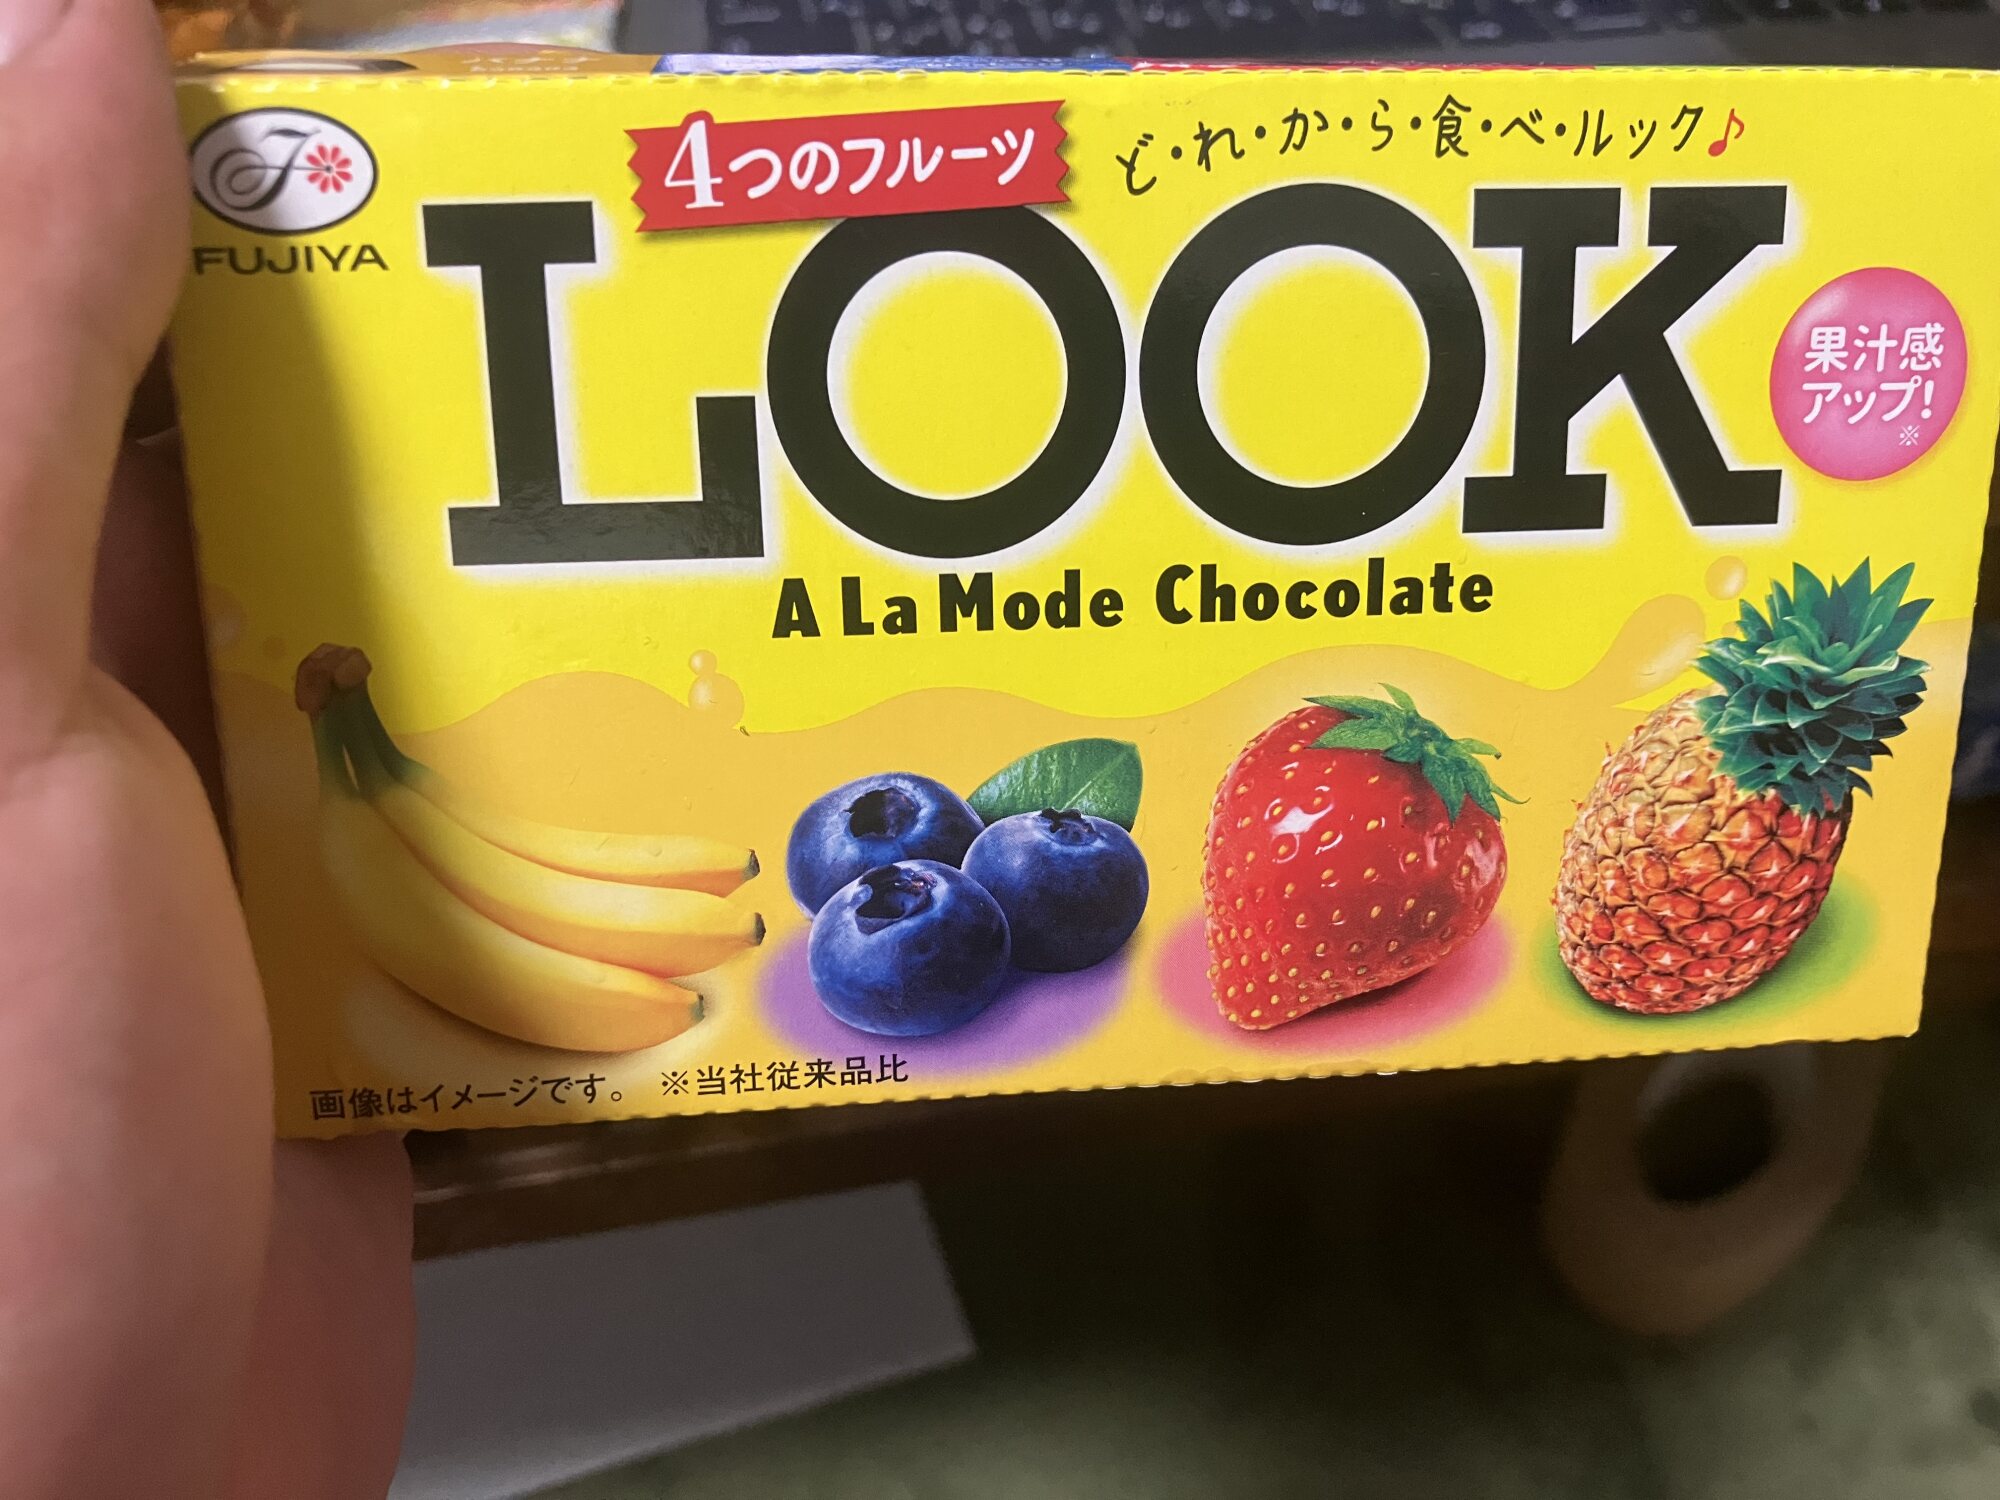 FUJIYA
4つのフルーツ
ど・れ・か・ら・食・べ・ルック♪
LOOK
果汁感
アップ!
※
A La Mode Chocolate
画像はイメージです。 ※当社従来品比